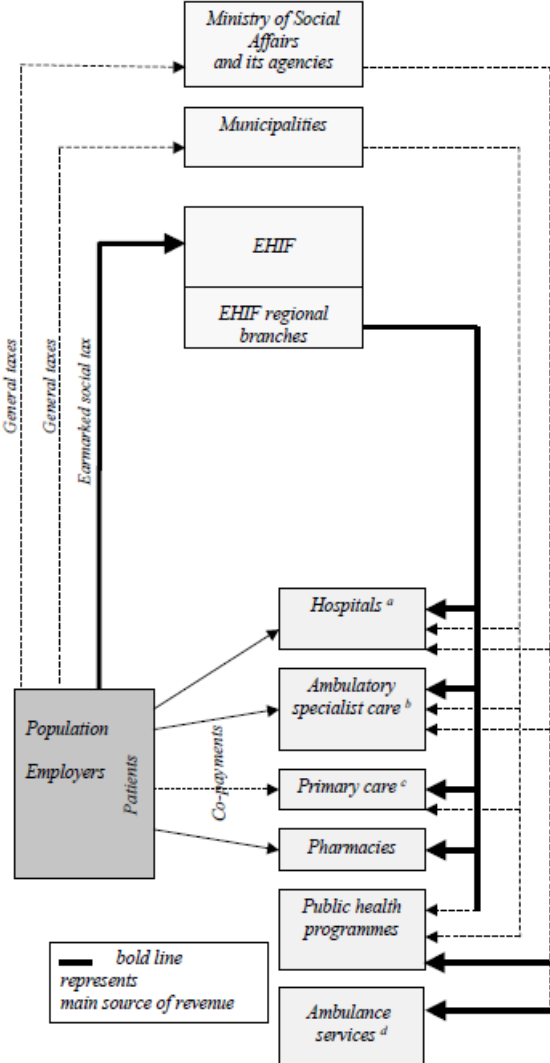 Ministry of Social
Affairs
and its agencies
Municipalities
EHIF
EHIF regional
branches
General taxes
General taxes
Earmarked social tax
Hospitals a
Ambulatory
specialist care b
Population
Employers
Patients
Co-payments
Primary care c
Pharmacies
Public health
programmes
bold line
represents
main source of revenue
Ambulance
services d